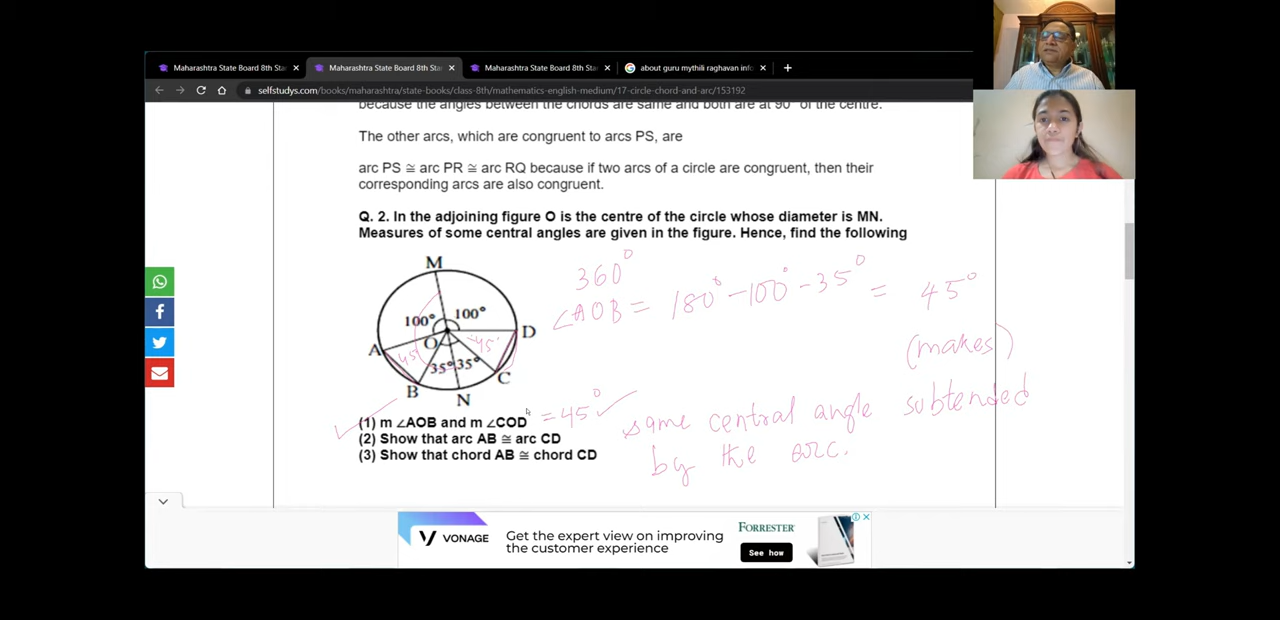 Maharashtra State Board 8th Sta
Maharashtra State Board 8th Sta
Maharashtra State Board 8th Sta
about guru mythili raghavan info
selfstudys.com/books/maharashtra/state-books/class-8th/mathematics-english-medium/17-circle-chord-and-arc/153192
because the angles between the chords are same and both are at 90° of the centre.
The other arcs, which are congruent to arcs PS, are
arc PS ≅ arc PR ≅ arc RQ because if two arcs of a circle are congruent, then their
corresponding arcs are also congruent.
Q. 2. In the adjoining figure O is the centre of the circle whose diameter is MN.
Measures of some central angles are given in the figure. Hence, find the following
M
100° 100°
A O D
45 45°
35° 35°
B C
N
360°
∠AOB = 180° - 100° - 35° = 45°
(makes)
(1) m ∠AOB and m ∠COD = 45° ✓
(2) Show that arc AB ≅ arc CD
(3) Show that chord AB ≅ chord CD
same central angle subtended
by the arc.
VONAGE
Get the expert view on improving
the customer experience
FORRESTER
See how